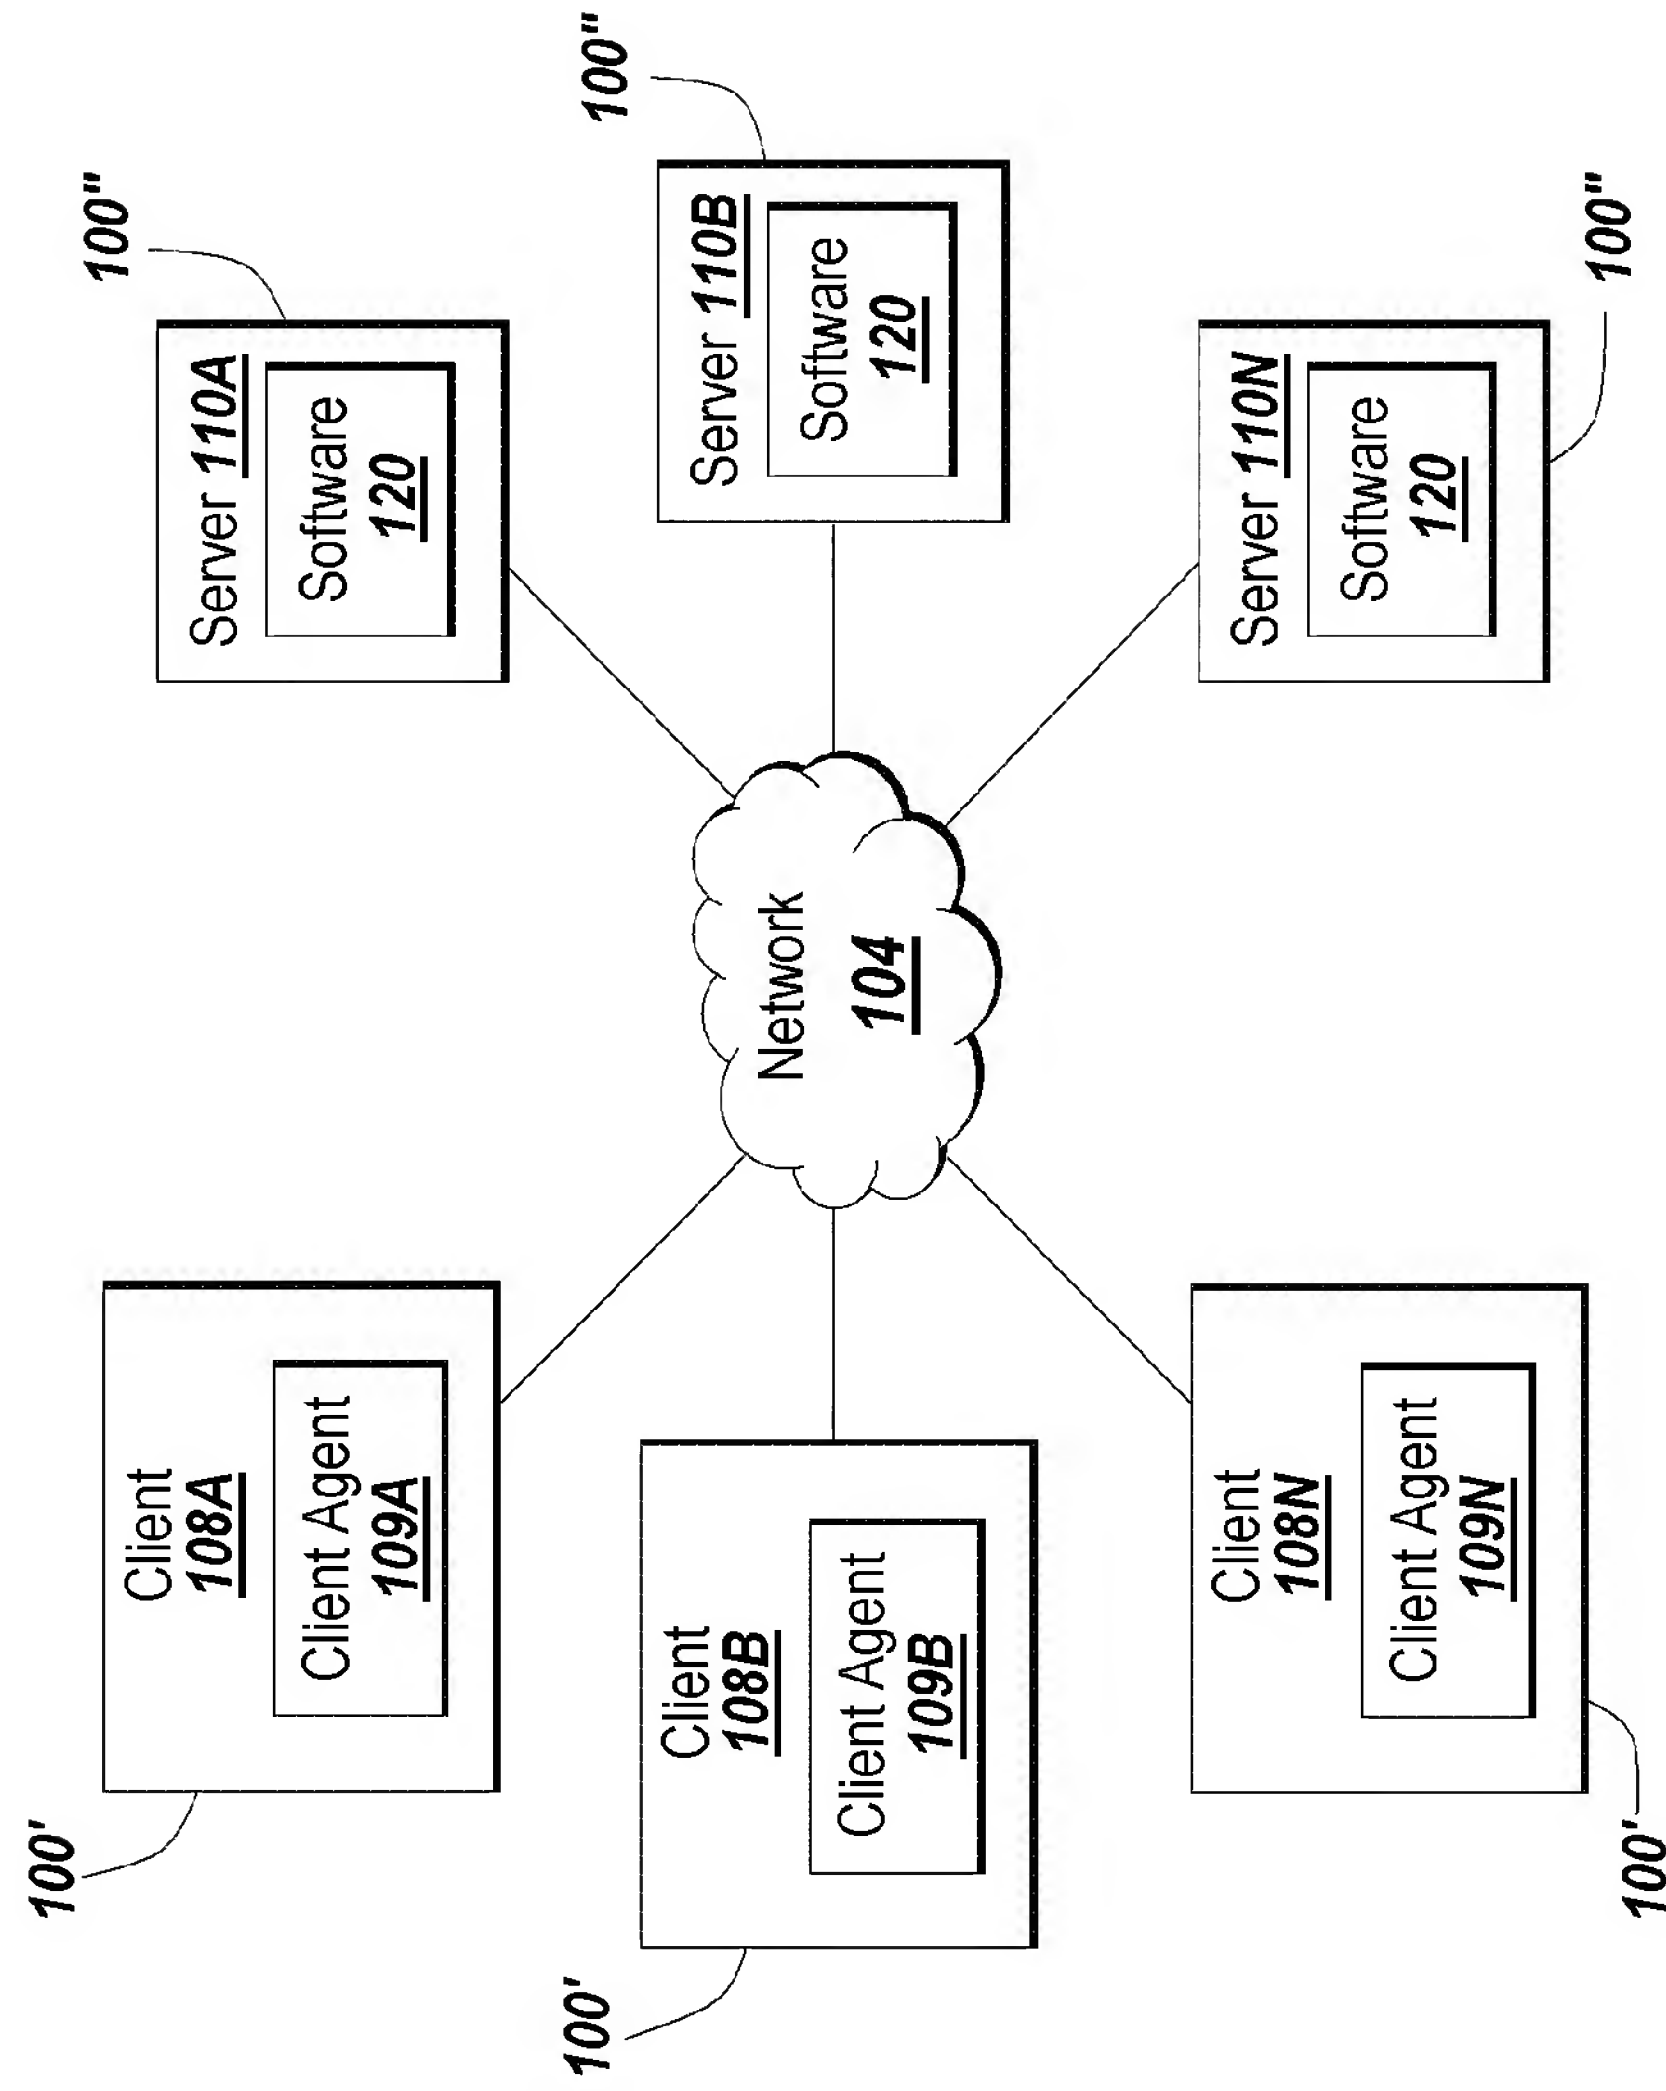 100'
Client
108A
Client Agent
109A
100'
Client
108B
Client Agent
109B
100'
Client
108N
Client Agent
109N
Network
104
100"
Server 110A
Software
120
100"
Server 110B
Software
120
100"
Server 110N
Software
120